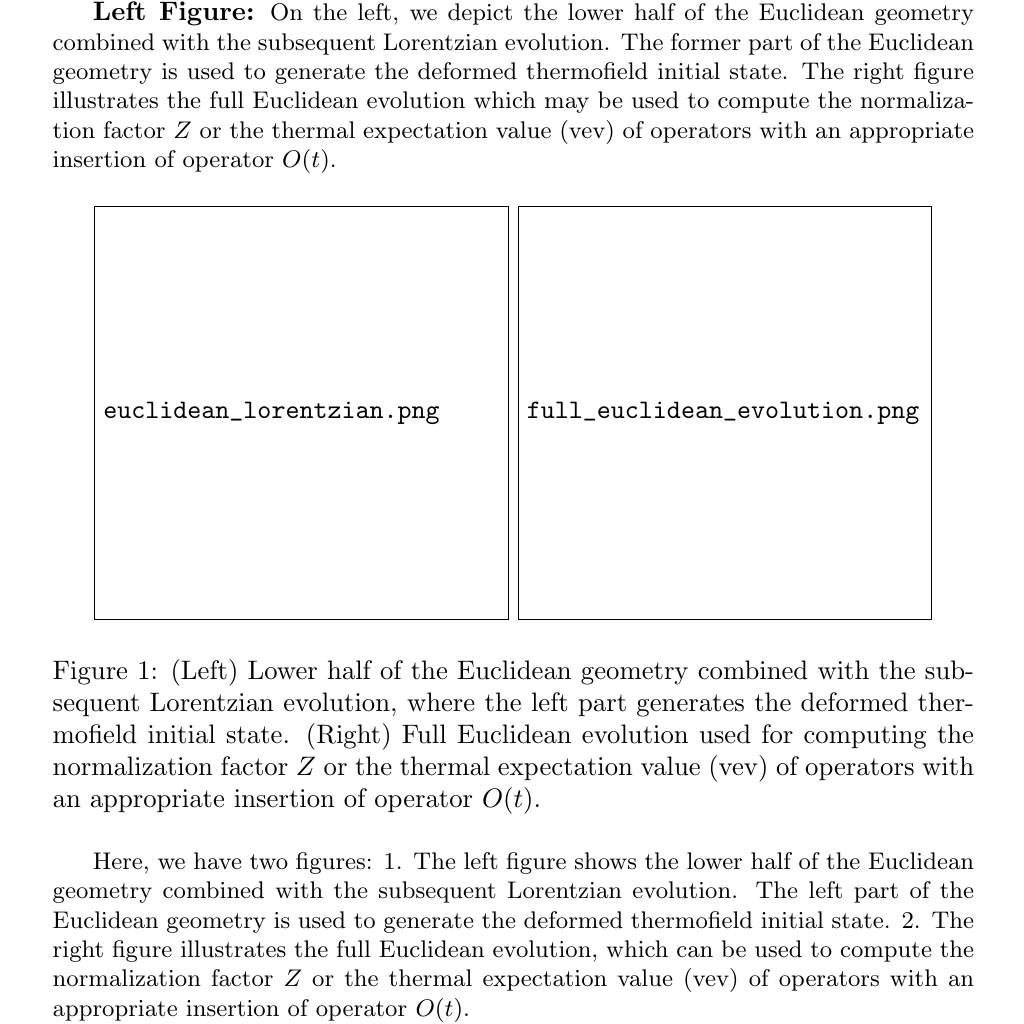 Left Figure: On the left, we depict the lower half of the Euclidean geometry
combined with the subsequent Lorentzian evolution. The former part of the Euclidean
geometry is used to generate the deformed thermofield initial state. The right figure
illustrates the full Euclidean evolution which may be used to compute the normaliza-
tion factor Z or the thermal expectation value (vev) of operators with an appropriate
insertion of operator O(t).
euclidean_lorentzian.png
full_euclidean_evolution.png
Figure 1: (Left) Lower half of the Euclidean geometry combined with the sub-
sequent Lorentzian evolution, where the left part generates the deformed ther-
mofield initial state. (Right) Full Euclidean evolution used for computing the
normalization factor Z or the thermal expectation value (vev) of operators with
an appropriate insertion of operator O(t).
Here, we have two figures: 1. The left figure shows the lower half of the Euclidean
geometry combined with the subsequent Lorentzian evolution. The left part of the
Euclidean geometry is used to generate the deformed thermofield initial state. 2. The
right figure illustrates the full Euclidean evolution, which can be used to compute the
normalization factor Z or the thermal expectation value (vev) of operators with an
appropriate insertion of operator O(t).